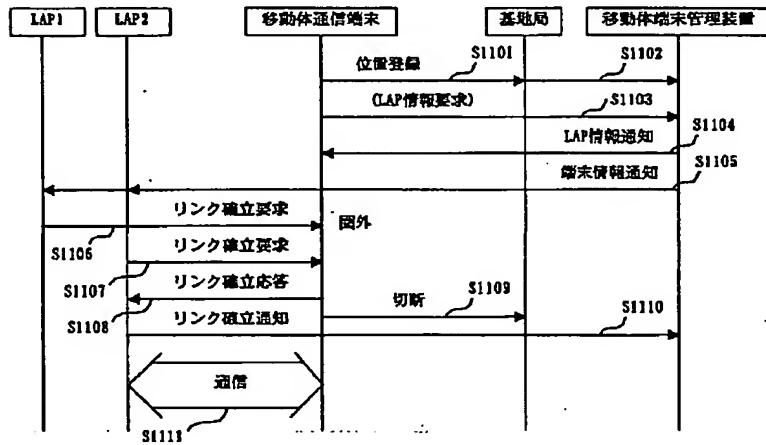 LAP1
LAP2
移動体通信端末
基地局
移動体端末管理装置
位置登録
S1101
S1102
(LAP情報要求)
S1103
LAP情報通知
S1104
端末情報通知
S1105
リンク確立要求
圏外
S1106
リンク確立要求
S1107
リンク確立応答
S1108
切断
S1109
リンク確立通知
S1110
通信
S1111